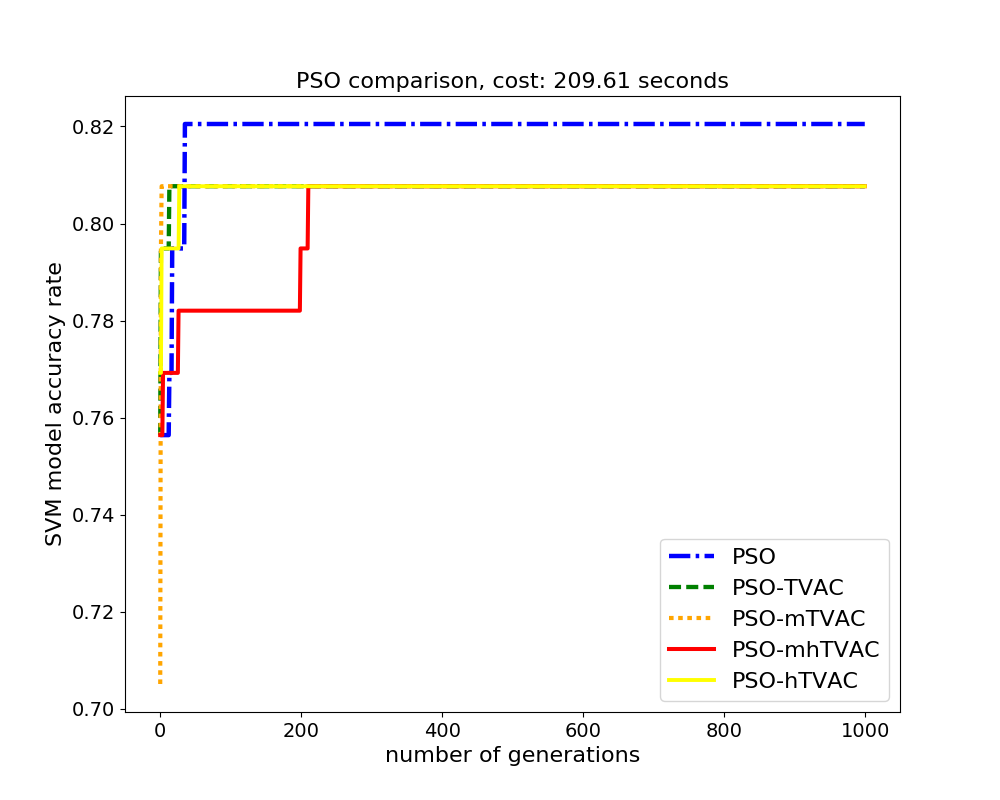 PSO comparison, cost: 209.61 seconds
0.82
0.80
0.78
0.76
0.74
0.72
0.70
SVM model accuracy rate
0 200 400 600 800 1000
number of generations
PSO
PSO-TVAC
PSO-mTVAC
PSO-mhTVAC
PSO-hTVAC